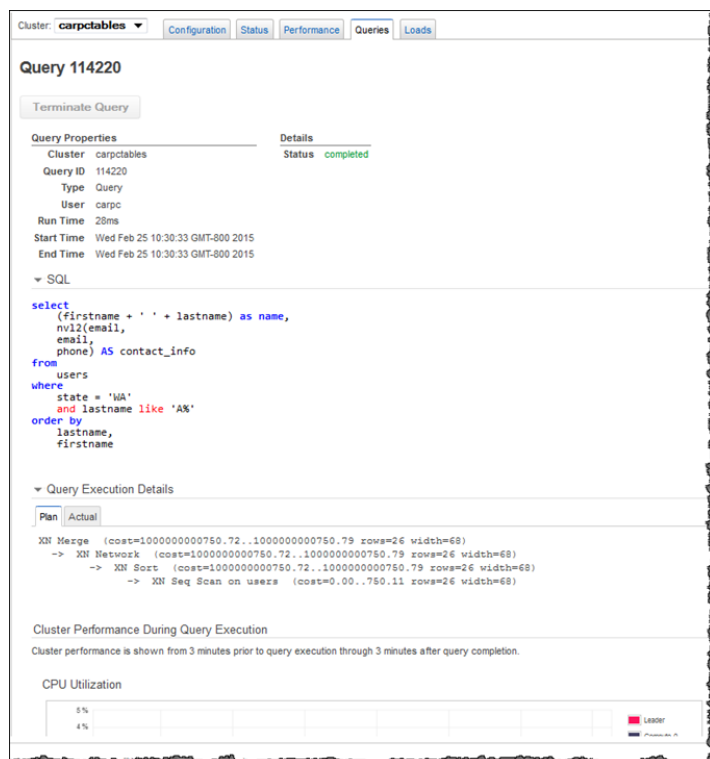 Cluster: carpctables Configuration Status Performance Queries Loads
Query 114220
Terminate Query
Query Properties Details
Cluster carpctables Status completed
Query ID 114220
Type Query
User carpc
Run Time 28ms
Start Time Wed Feb 25 10:30:33 GMT-800 2015
End Time Wed Feb 25 10:30:33 GMT-800 2015
SQL
select
(firstname + ' ' + lastname) as name,
nvl2(email,
email,
phone) AS contact_info
from
users
where
state = 'WA'
and lastname like 'A%'
order by
lastname,
firstname
Query Execution Details
Plan Actual
XN Merge (cost=1000000000750.72..1000000000750.79 rows=26 width=68)
-> XN Network (cost=1000000000750.72..1000000000750.79 rows=26 width=68)
-> XN Sort (cost=1000000000750.72..1000000000750.79 rows=26 width=68)
-> XN Seq Scan on users (cost=0.00..750.11 rows=26 width=68)
Cluster Performance During Query Execution
Cluster performance is shown from 3 minutes prior to query execution through 3 minutes after query completion.
CPU Utilization
5 %
Leader
4 %